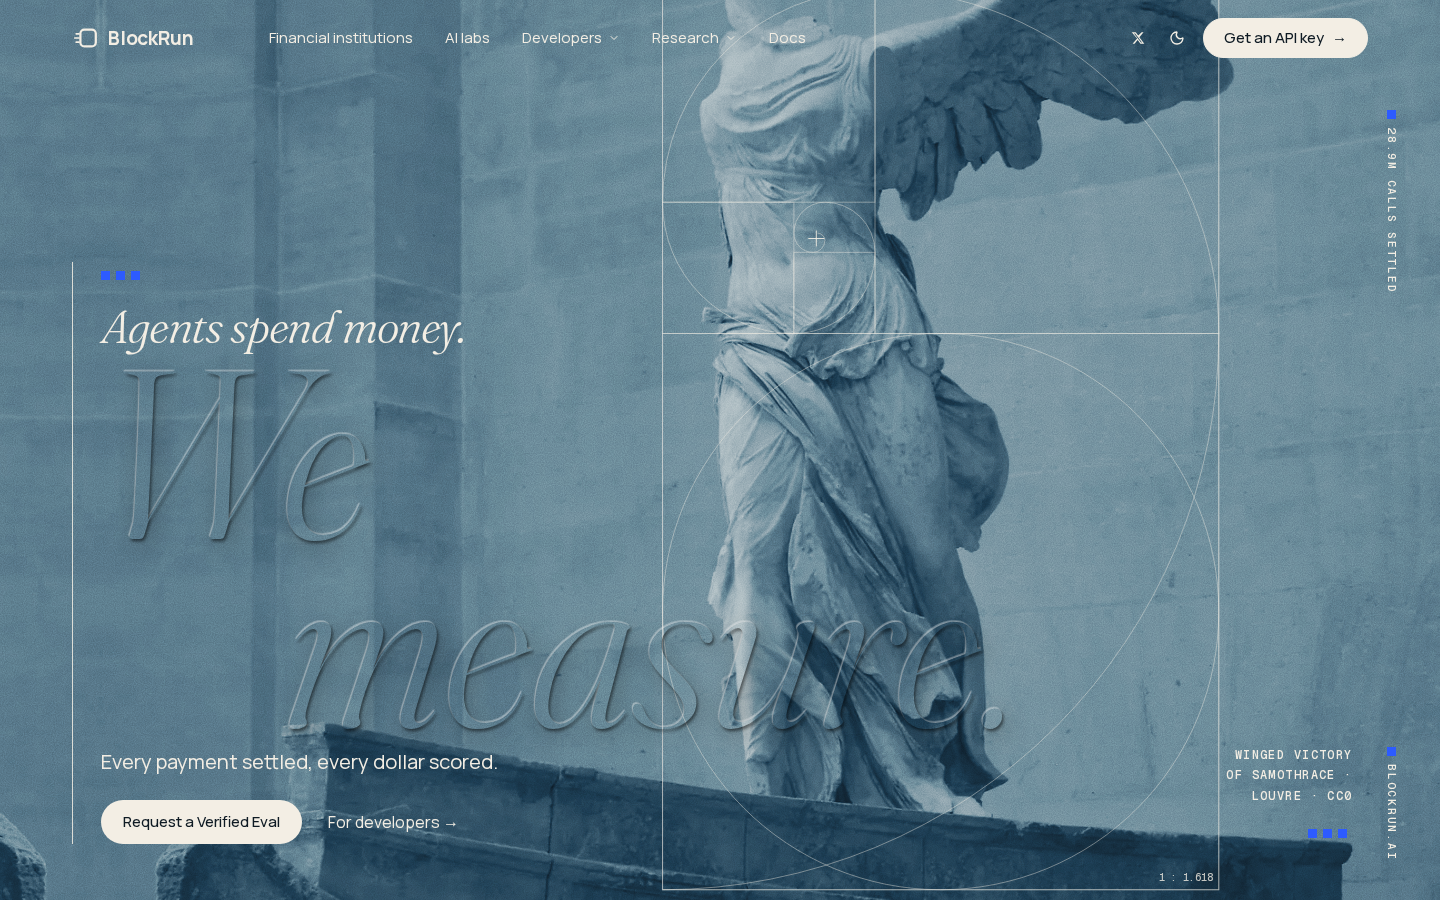 BlockRun
Financial institutions
AI labs
Developers
Research
Docs
Get an API key →
28.9M CALLS SETTLED
Agents spend money.
We
measure.
Every payment settled, every dollar scored.
Request a Verified Eval
For developers →
WINGED VICTORY
OF SAMOTHRACE ·
LOUVRE · CC0
BLOCKRUN.AI
1 : 1.618